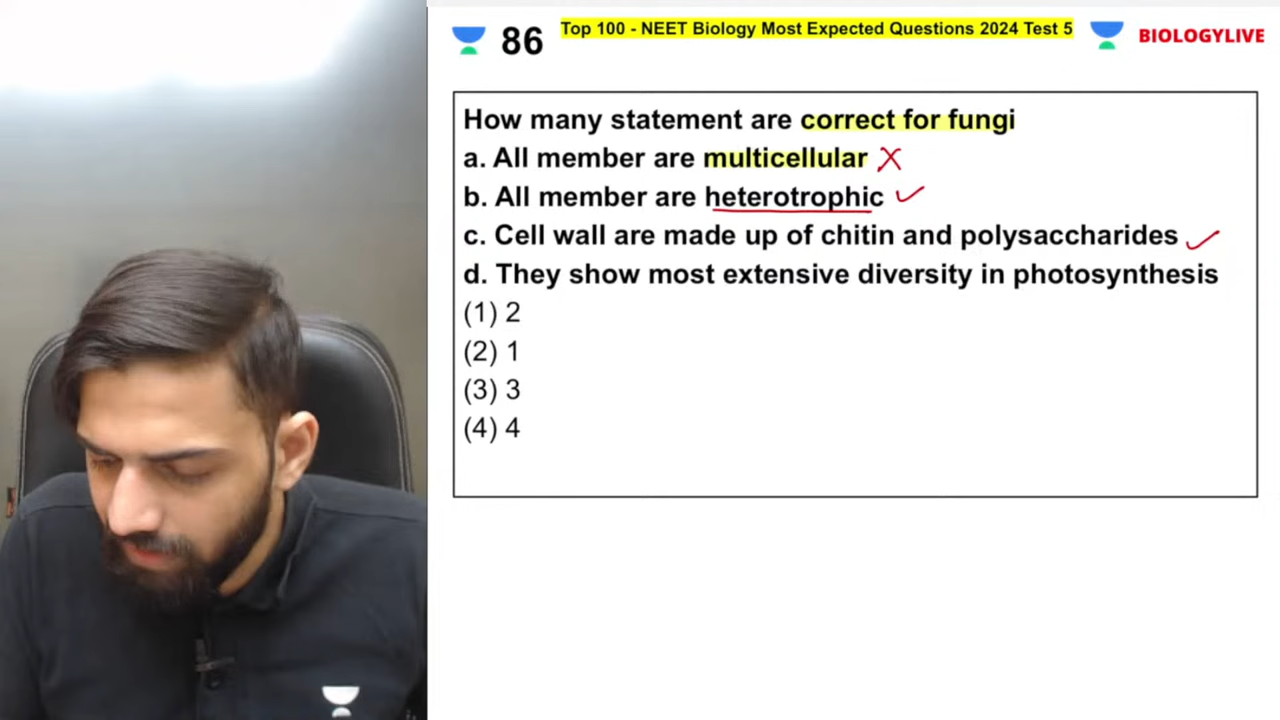 86
Top 100 - NEET Biology Most Expected Questions 2024 Test 5
BIOLOGYLIVE
How many statement are correct for fungi
a. All member are multicellular
b. All member are heterotrophic
c. Cell wall are made up of chitin and polysaccharides
d. They show most extensive diversity in photosynthesis
(1) 2
(2) 1
(3) 3
(4) 4